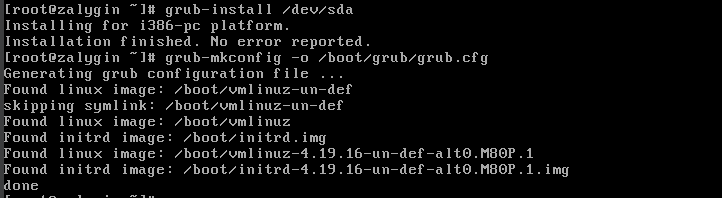 [root@zalygin ~]# grub-install /dev/sda
Installing for i386-pc platform.
Installation finished. No error reported.
[root@zalygin ~]# grub-mkconfig -o /boot/grub/grub.cfg
Generating grub configuration file ...
Found linux image: /boot/vmlinuz-un-def
skipping symlink: /boot/vmlinuz-un-def
Found linux image: /boot/vmlinuz
Found initrd image: /boot/initrd.img
Found linux image: /boot/vmlinuz-4.19.16-un-def-alt0.M80P.1
Found initrd image: /boot/initrd-4.19.16-un-def-alt0.M80P.1.img
done
[root@zalygin ~]#